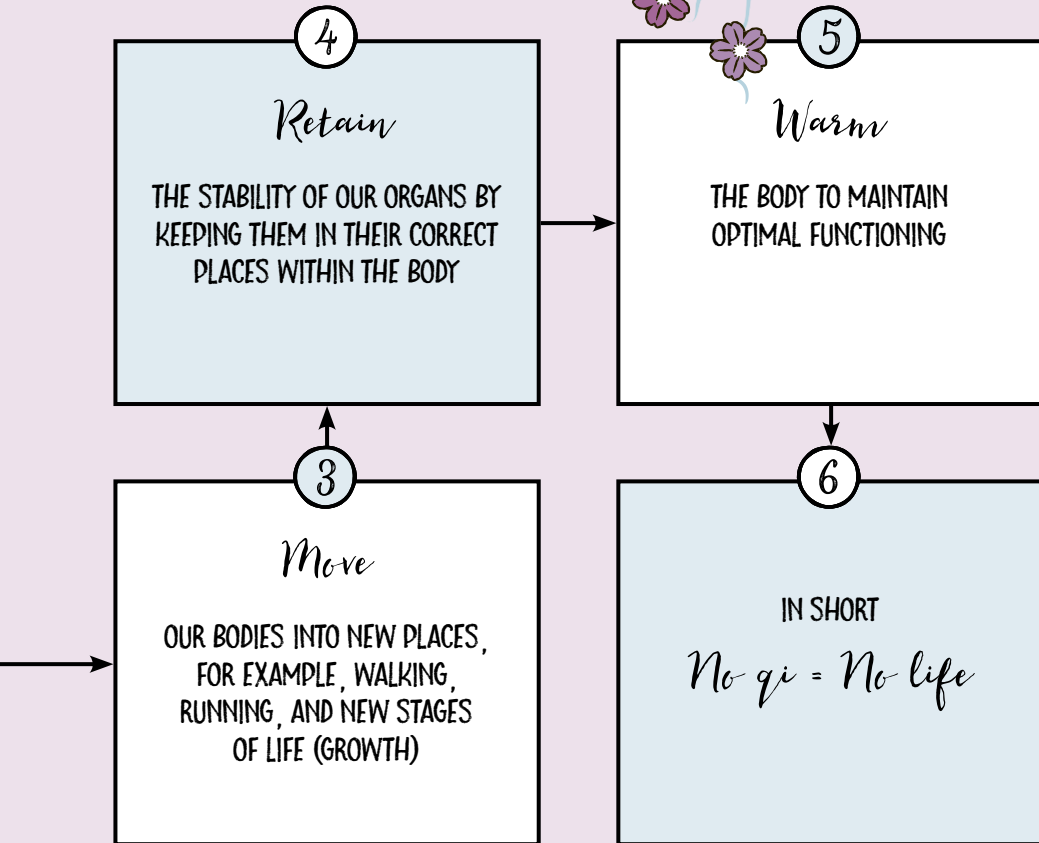 4
Retain
THE STABILITY OF OUR ORGANS BY
KEEPING THEM IN THEIR CORRECT
PLACES WITHIN THE BODY
5
Warm
THE BODY TO MAINTAIN
OPTIMAL FUNCTIONING
3
Move
OUR BODIES INTO NEW PLACES,
FOR EXAMPLE, WALKING,
RUNNING, AND NEW STAGES
OF LIFE (GROWTH)
6
IN SHORT
No qi = No life